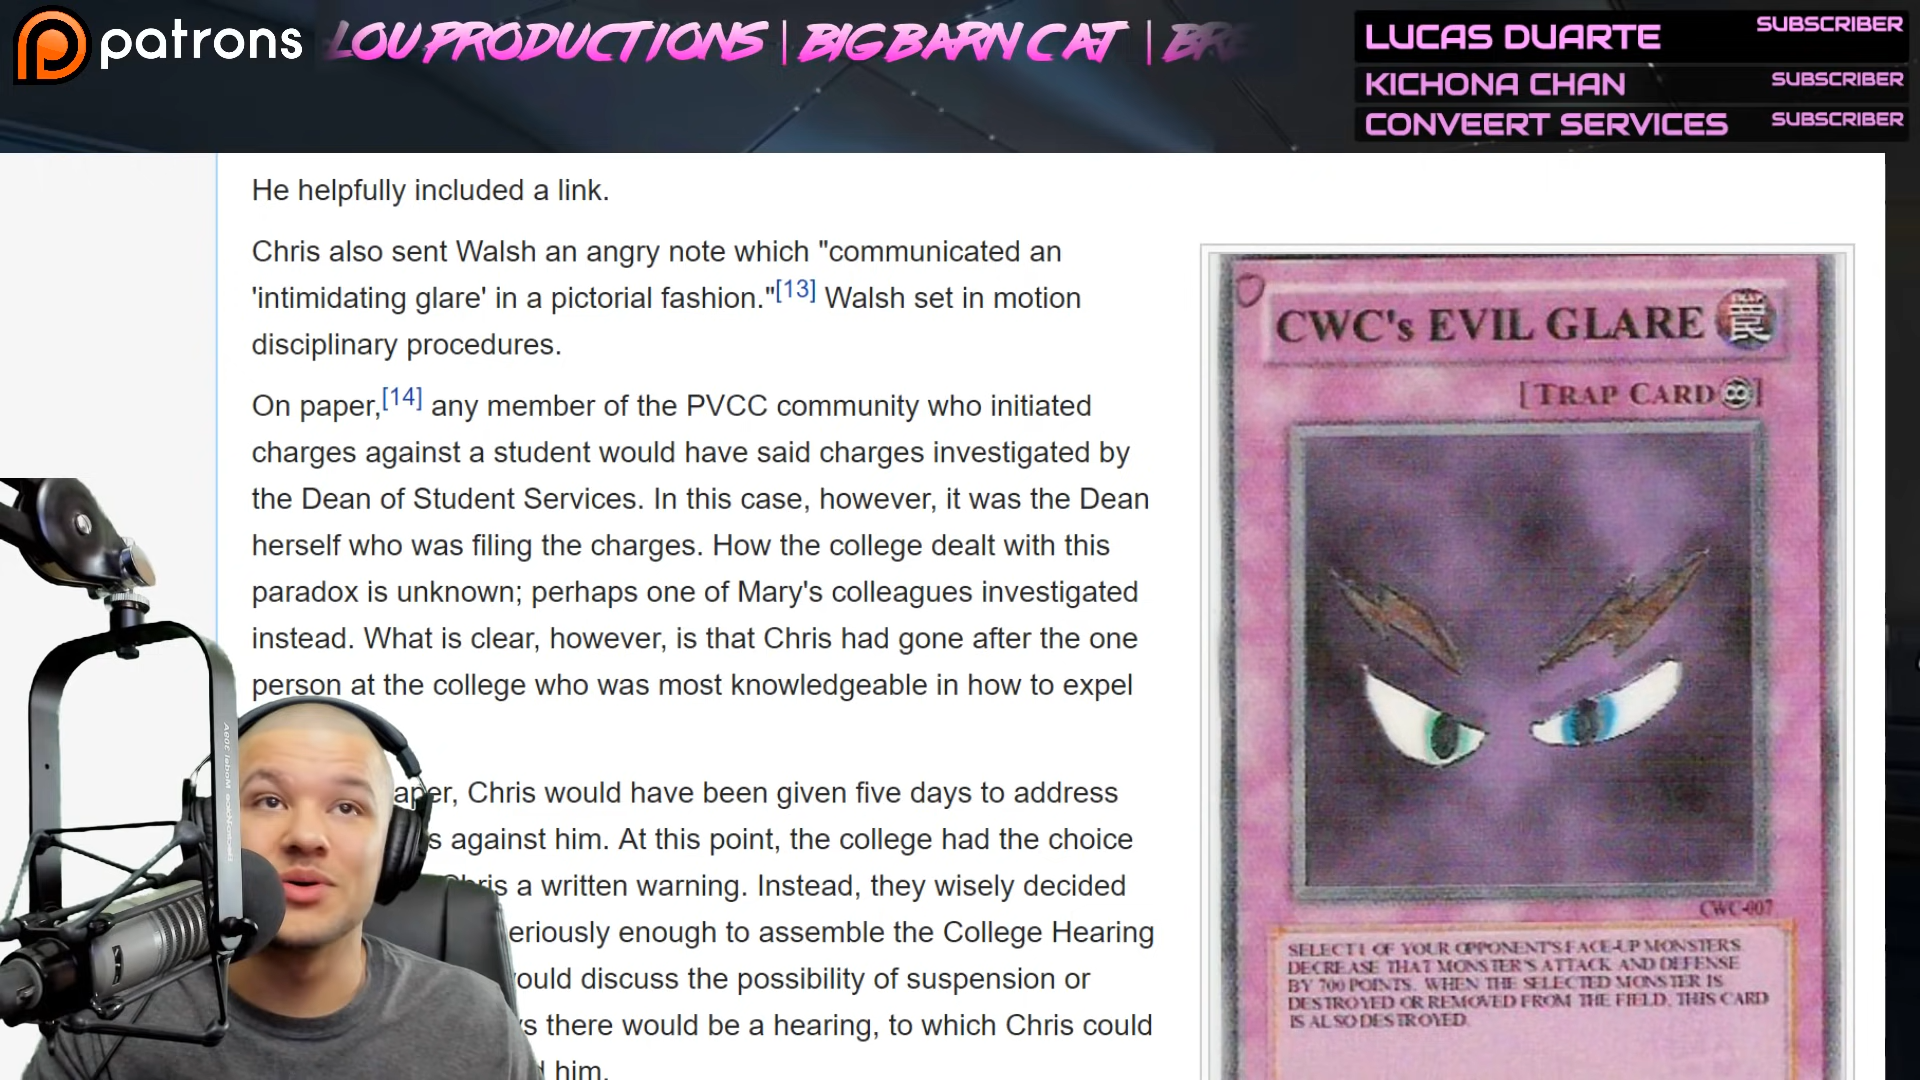 patrons
LOU PRODUCTIONS | BIG BARN CAT | BRE
LUCAS DUARTE SUBSCRIBER
KICHONA CHAN SUBSCRIBER
CONVEERT SERVICES SUBSCRIBER
He helpfully included a link.
Chris also sent Walsh an angry note which "communicated an
'intimidating glare' in a pictorial fashion."[13] Walsh set in motion
disciplinary procedures.
On paper,[14] any member of the PVCC community who initiated
charges against a student would have said charges investigated by
the Dean of Student Services. In this case, however, it was the Dean
herself who was filing the charges. How the college dealt with this
paradox is unknown; perhaps one of Mary's colleagues investigated
instead. What is clear, however, is that Chris had gone after the one
person at the college who was most knowledgeable in how to expel
aper, Chris would have been given five days to address
s against him. At this point, the college had the choice
Chris a written warning. Instead, they wisely decided
eriously enough to assemble the College Hearing
ould discuss the possibility of suspension or
s there would be a hearing, to which Chris could
him.
CWC's EVIL GLARE 罠
[TRAP CARD]
CWC-007
SELECT 1 OF YOUR OPPONENT'S FACE-UP MONSTERS.
DECREASE THAT MONSTER'S ATTACK AND DEFENSE
BY 700 POINTS. WHEN THE SELECTED MONSTER IS
DESTROYED OR REMOVED FROM THE FIELD, THIS CARD
IS ALSO DESTROYED.